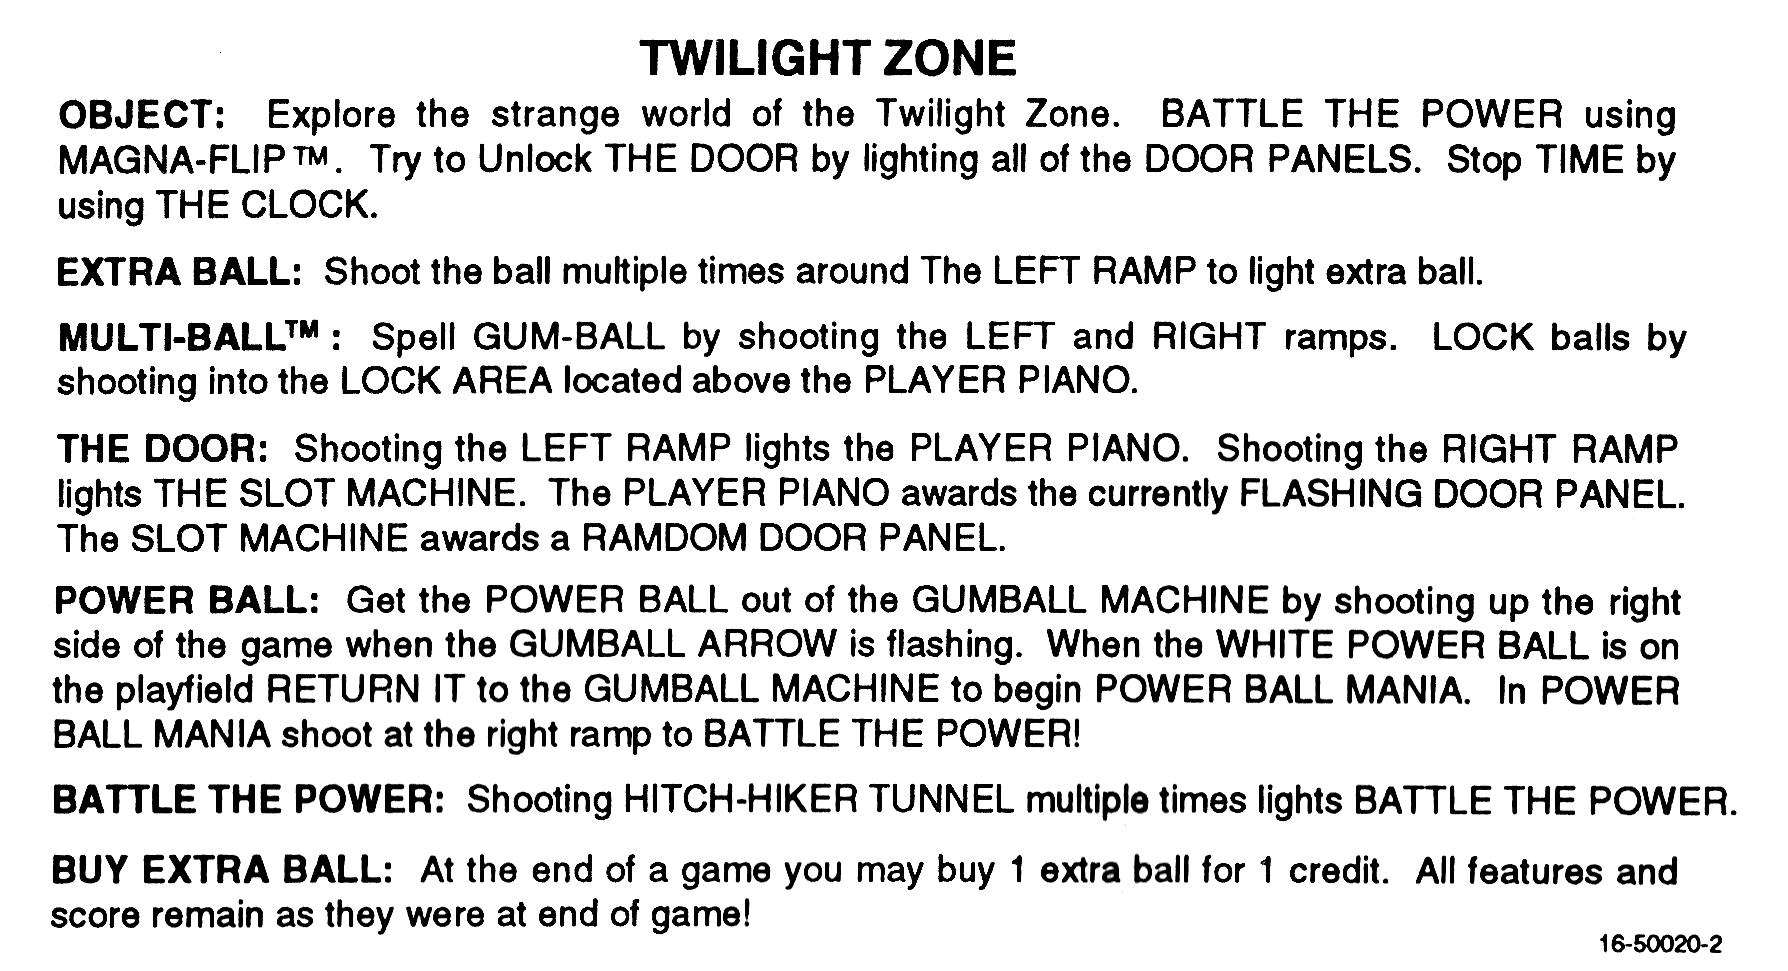 TWILIGHT ZONE
OBJECT: Explore the strange world of the Twilight Zone. BATTLE THE POWER using
MAGNA-FLIP™. Try to Unlock THE DOOR by lighting all of the DOOR PANELS. Stop TIME by
using THE CLOCK.
EXTRA BALL: Shoot the ball multiple times around The LEFT RAMP to light extra ball.
MULTI-BALL™ : Spell GUM-BALL by shooting the LEFT and RIGHT ramps. LOCK balls by
shooting into the LOCK AREA located above the PLAYER PIANO.
THE DOOR: Shooting the LEFT RAMP lights the PLAYER PIANO. Shooting the RIGHT RAMP
lights THE SLOT MACHINE. The PLAYER PIANO awards the currently FLASHING DOOR PANEL.
The SLOT MACHINE awards a RAMDOM DOOR PANEL.
POWER BALL: Get the POWER BALL out of the GUMBALL MACHINE by shooting up the right
side of the game when the GUMBALL ARROW is flashing. When the WHITE POWER BALL is on
the playfield RETURN IT to the GUMBALL MACHINE to begin POWER BALL MANIA. In POWER
BALL MANIA shoot at the right ramp to BATTLE THE POWER!
BATTLE THE POWER: Shooting HITCH-HIKER TUNNEL multiple times lights BATTLE THE POWER.
BUY EXTRA BALL: At the end of a game you may buy 1 extra ball for 1 credit. All features and
score remain as they were at end of game!
16-50020-2